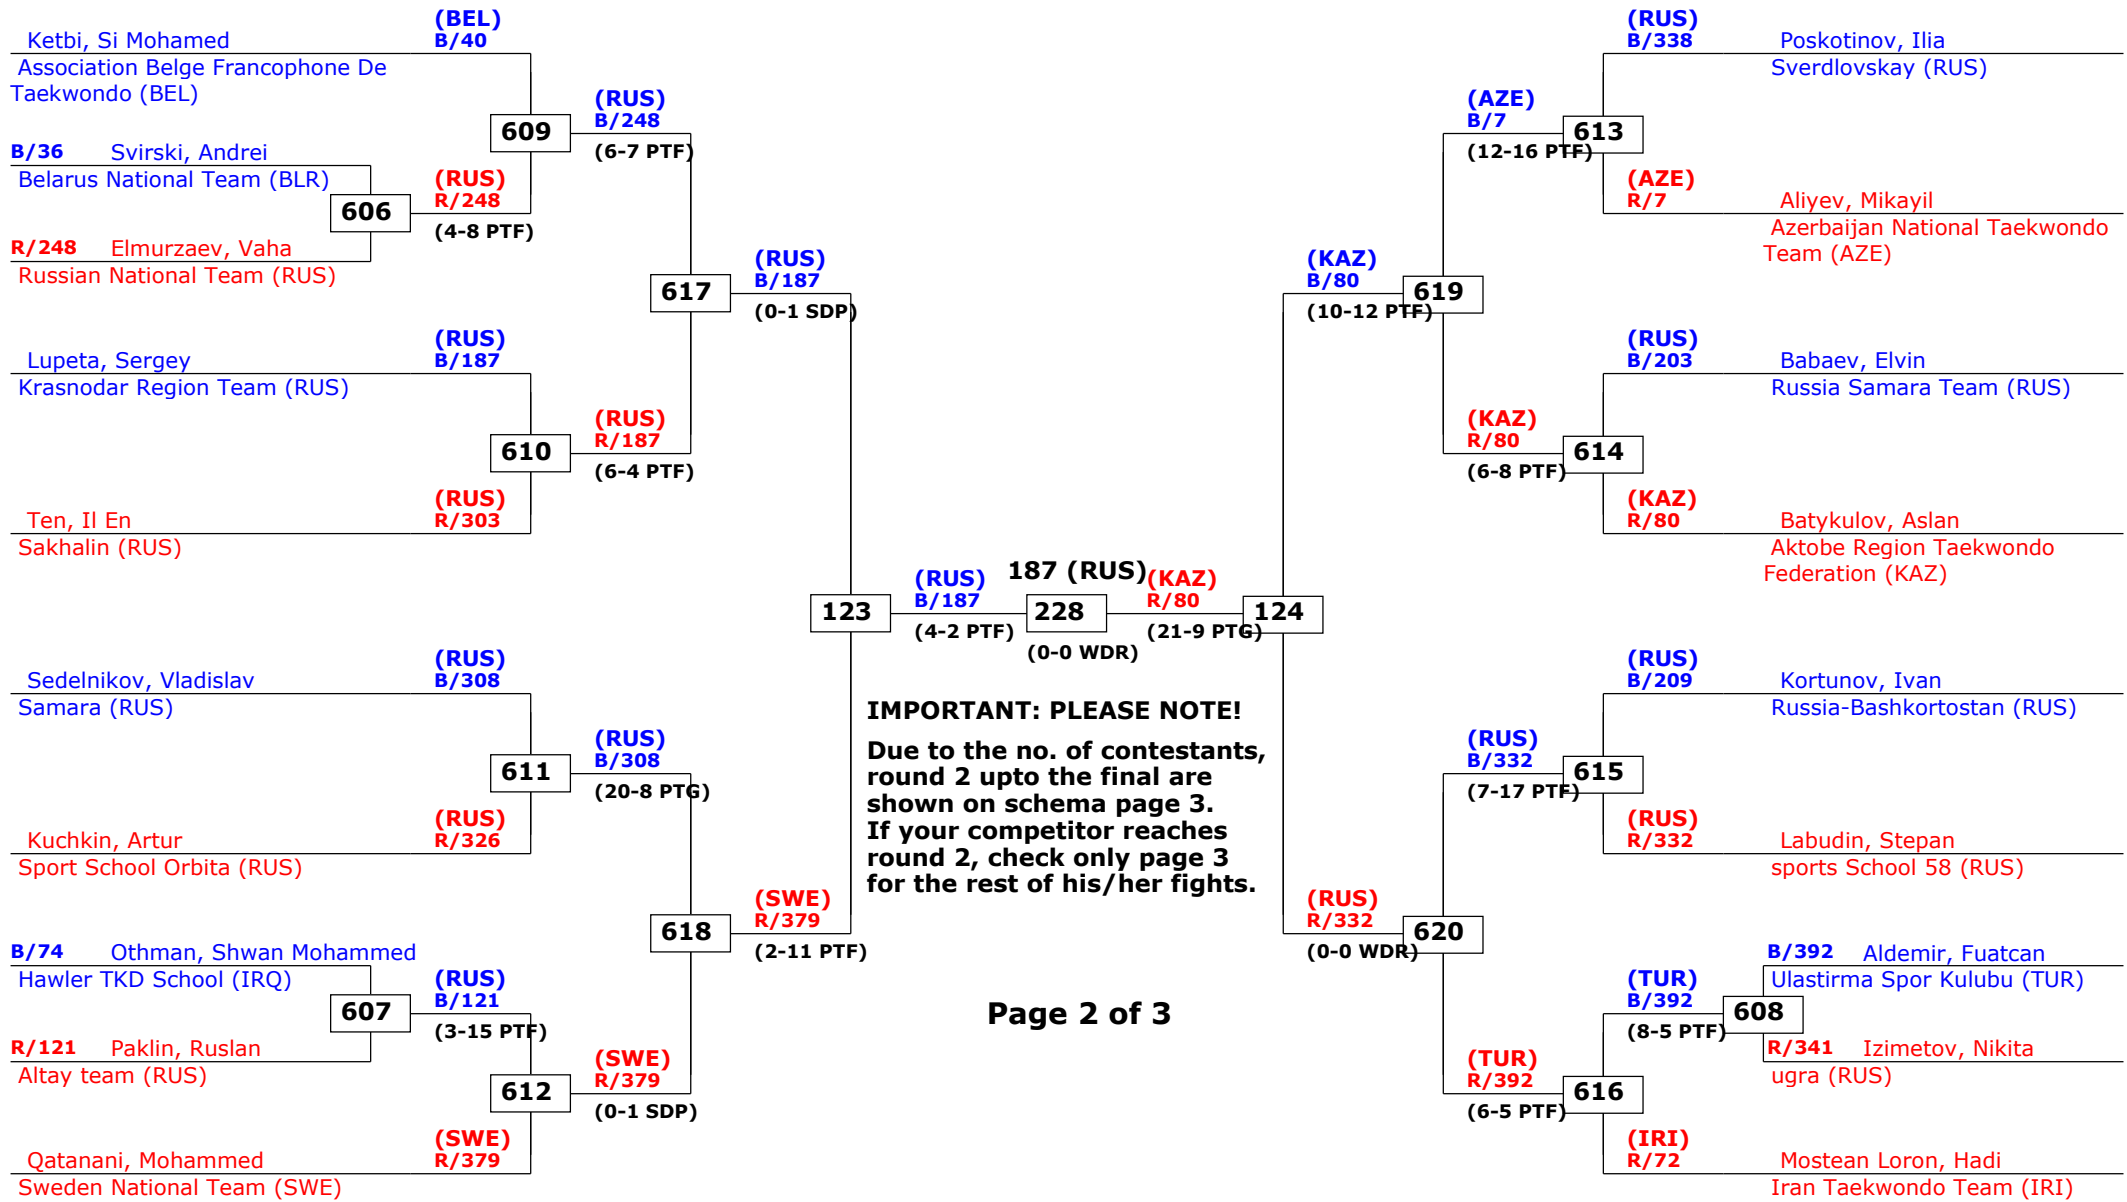 (BEL)
Ketbi, Si Mohamed B/40
Association Belge Francophone De
Taekwondo (BEL)
(RUS)
B/248
609
(6-7 PTF)
B/36 Svirski, Andrei
Belarus National Team (BLR)
(RUS)
R/248
606
(4-8 PTF)
R/248 Elmurzaev, Vaha
Russian National Team (RUS)
(RUS)
B/187
617
(0-1 SDP)
(RUS)
Lupeta, Sergey B/187
Krasnodar Region Team (RUS)
(RUS)
R/187
610
(6-4 PTF)
(RUS)
Ten, Il En R/303
Sakhalin (RUS)
123
(RUS)
B/187
(4-2 PTF)
187 (RUS)
228
(0-0 WDR)
(KAZ)
R/80
(21-9 PTG)
124
(RUS)
Sedelnikov, Vladislav B/308
Samara (RUS)
(RUS)
B/308
611
(20-8 PTG)
(RUS)
Kuchkin, Artur R/326
Sport School Orbita (RUS)
(SWE)
R/379
618
(2-11 PTF)
B/74 Othman, Shwan Mohammed
Hawler TKD School (IRQ)
(RUS)
B/121
607
(3-15 PTF)
R/121 Paklin, Ruslan
Altay team (RUS)
(SWE)
R/379
612
(0-1 SDP)
(SWE)
Qatanani, Mohammed R/379
Sweden National Team (SWE)
IMPORTANT: PLEASE NOTE!
Due to the no. of contestants,
round 2 upto the final are
shown on schema page 3.
If your competitor reaches
round 2, check only page 3
for the rest of his/her fights.
Page 2 of 3
(RUS)
B/338 Poskotinov, Ilia
Sverdlovskay (RUS)
(AZE)
B/7
613
(12-16 PTF)
(AZE)
R/7 Aliyev, Mikayil
Azerbaijan National Taekwondo
Team (AZE)
(KAZ)
B/80
619
(10-12 PTF)
(RUS)
B/203 Babaev, Elvin
Russia Samara Team (RUS)
(KAZ)
R/80
614
(6-8 PTF)
(KAZ)
R/80 Batykulov, Aslan
Aktobe Region Taekwondo
Federation (KAZ)
(RUS)
B/209 Kortunov, Ivan
Russia-Bashkortostan (RUS)
(RUS)
B/332
615
(7-17 PTF)
(RUS)
R/332 Labudin, Stepan
sports School 58 (RUS)
(RUS)
R/332
620
(0-0 WDR)
B/392 Aldemir, Fuatcan
Ulastirma Spor Kulubu (TUR)
(TUR)
B/392
608
(8-5 PTF)
R/341 Izimetov, Nikita
ugra (RUS)
(TUR)
R/392
616
(6-5 PTF)
(IRI)
R/72 Mostean Loron, Hadi
Iran Taekwondo Team (IRI)